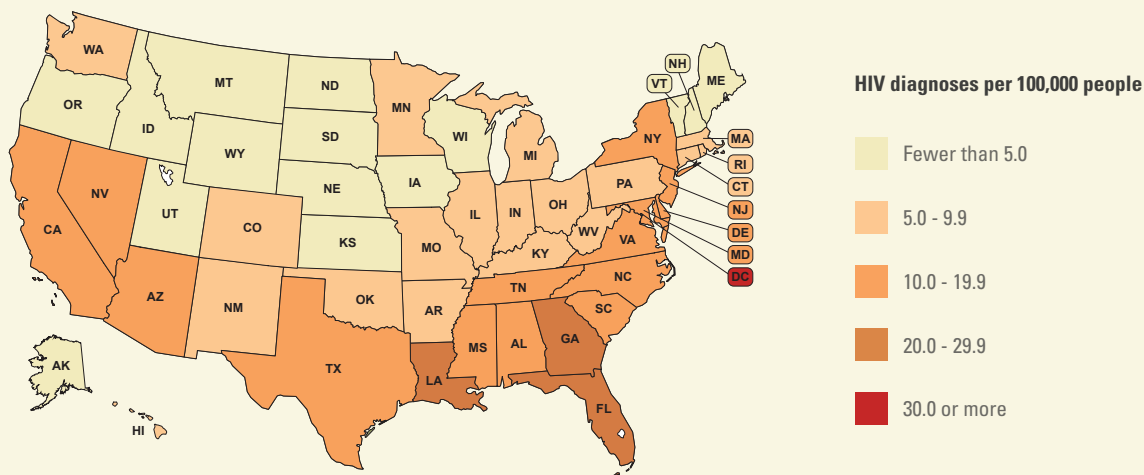 WA
OR
CA
NV
ID
MT
WY
UT
CO
AZ
NM
ND
SD
NE
KS
OK
TX
MN
IA
MO
AR
LA
WI
IL
IN
MI
OH
KY
TN
MS
AL
GA
FL
SC
NC
VA
WV
PA
NY
VT
NH
ME
MA
RI
CT
NJ
DE
MD
DC
AK
HI
HIV diagnoses per 100,000 people
Fewer than 5.0
5.0 - 9.9
10.0 - 19.9
20.0 - 29.9
30.0 or more